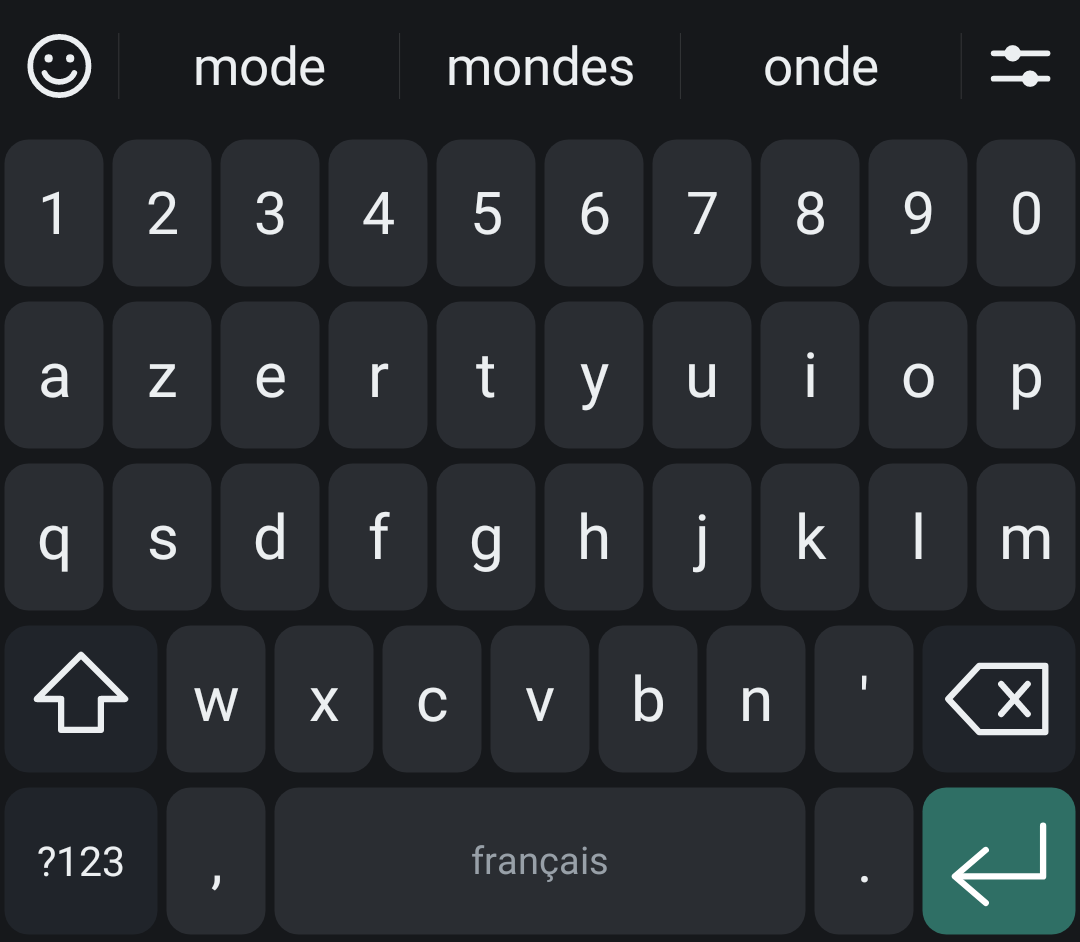 mode mondes onde
1 2 3 4 5 6 7 8 9 0
a z e r t y u i o p
q s d f g h j k l m
w x c v b n '
?123 , français .